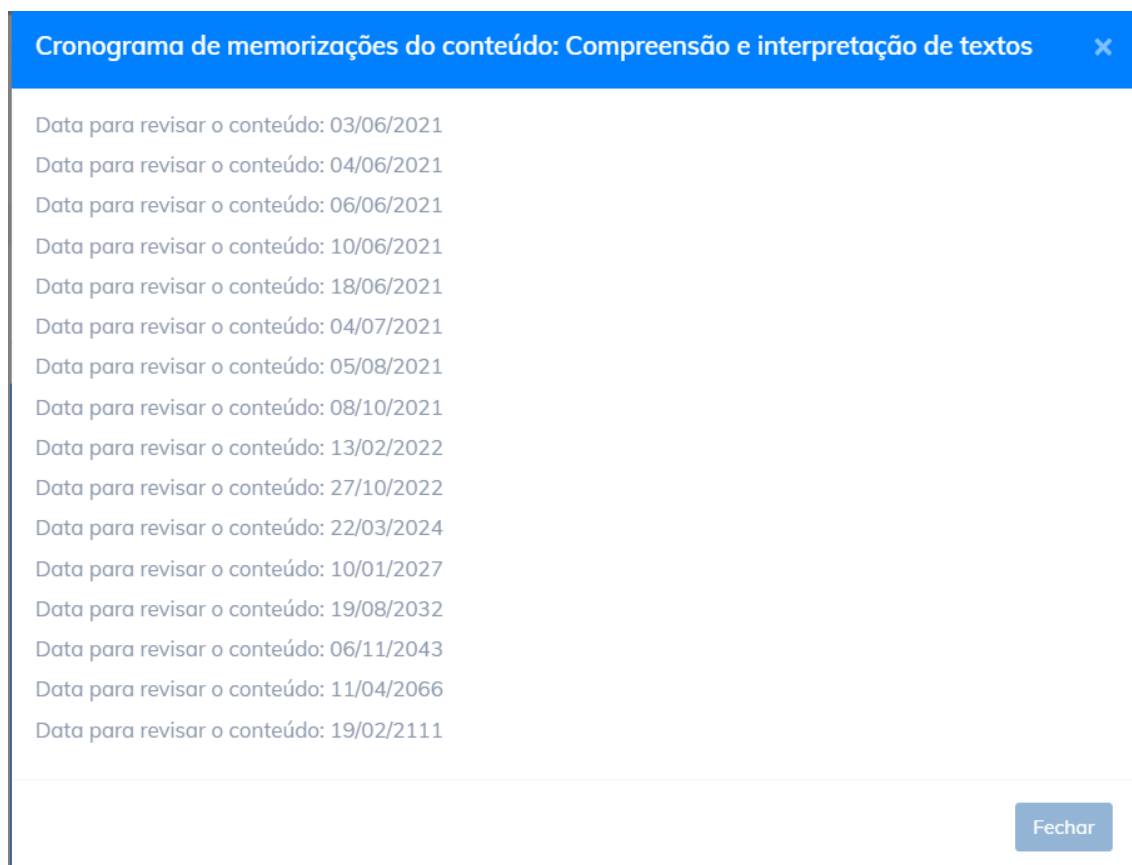 Cronograma de memorizações do conteúdo: Compreensão e interpretação de textos ×
Data para revisar o conteúdo: 03/06/2021
Data para revisar o conteúdo: 04/06/2021
Data para revisar o conteúdo: 06/06/2021
Data para revisar o conteúdo: 10/06/2021
Data para revisar o conteúdo: 18/06/2021
Data para revisar o conteúdo: 04/07/2021
Data para revisar o conteúdo: 05/08/2021
Data para revisar o conteúdo: 08/10/2021
Data para revisar o conteúdo: 13/02/2022
Data para revisar o conteúdo: 27/10/2022
Data para revisar o conteúdo: 22/03/2024
Data para revisar o conteúdo: 10/01/2027
Data para revisar o conteúdo: 19/08/2032
Data para revisar o conteúdo: 06/11/2043
Data para revisar o conteúdo: 11/04/2066
Data para revisar o conteúdo: 19/02/2111
Fechar